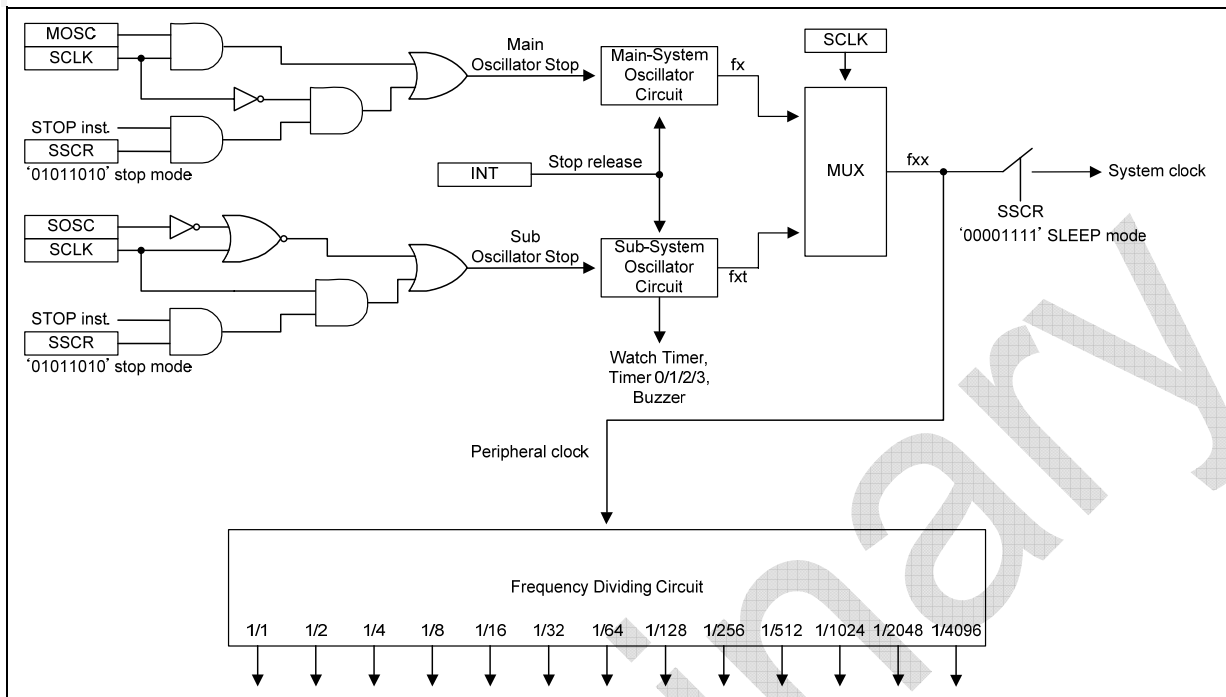 MOSC
SCLK
STOP inst.
SSCR
‘01011010’ stop mode
Main
Oscillator Stop
Main-System
Oscillator
Circuit
fx
SCLK
MUX
fxx
System clock
SSCR
‘00001111’ SLEEP mode
INT
Stop release
SOSC
SCLK
STOP inst.
SSCR
‘01011010’ stop mode
Sub
Oscillator Stop
Sub-System
Oscillator
Circuit
fxt
Watch Timer,
Timer 0/1/2/3,
Buzzer
Peripheral clock
Frequency Dividing Circuit
1/1 1/2 1/4 1/8 1/16 1/32 1/64 1/128 1/256 1/512 1/1024 1/2048 1/4096
inary